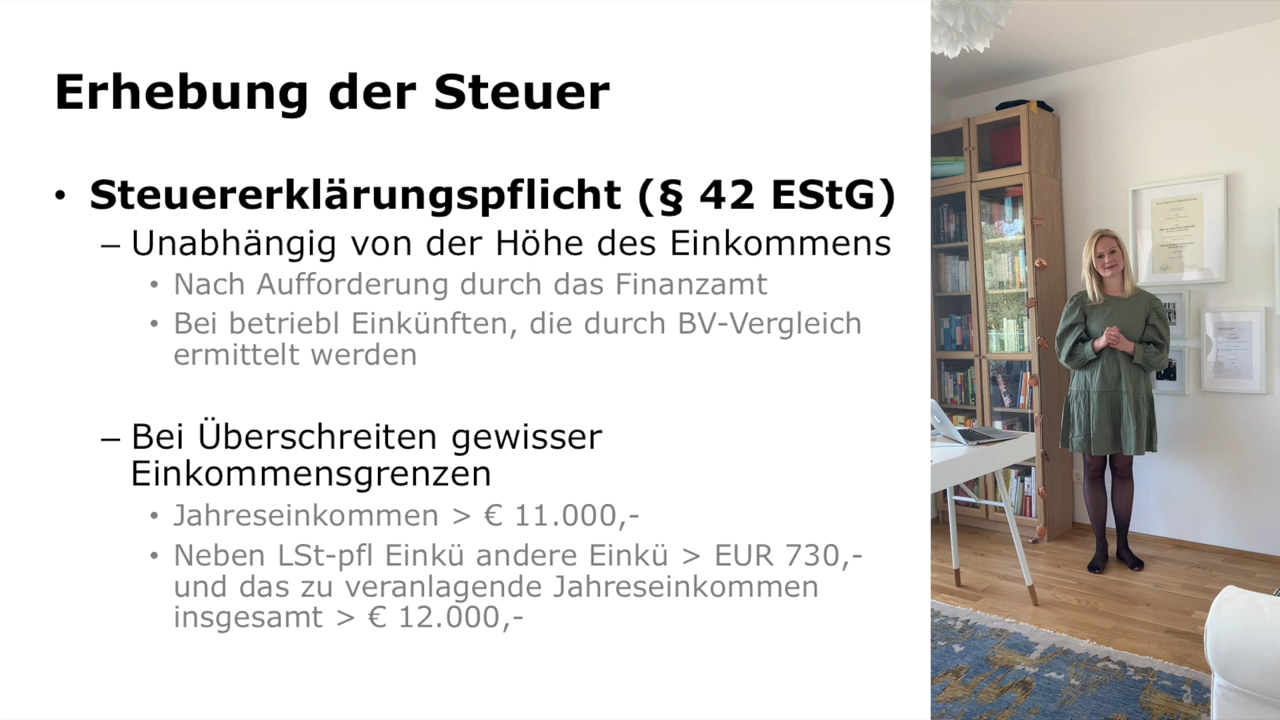 Erhebung der Steuer
• Steuererklärungspflicht (§ 42 EStG)
– Unabhängig von der Höhe des Einkommens
• Nach Aufforderung durch das Finanzamt
• Bei betriebl Einkünften, die durch BV-Vergleich
ermittelt werden
– Bei Überschreiten gewisser
Einkommensgrenzen
• Jahreseinkommen > € 11.000,-
• Neben LSt-pfl Einkü andere Einkü > EUR 730,-
und das zu veranlagende Jahreseinkommen
insgesamt > € 12.000,-